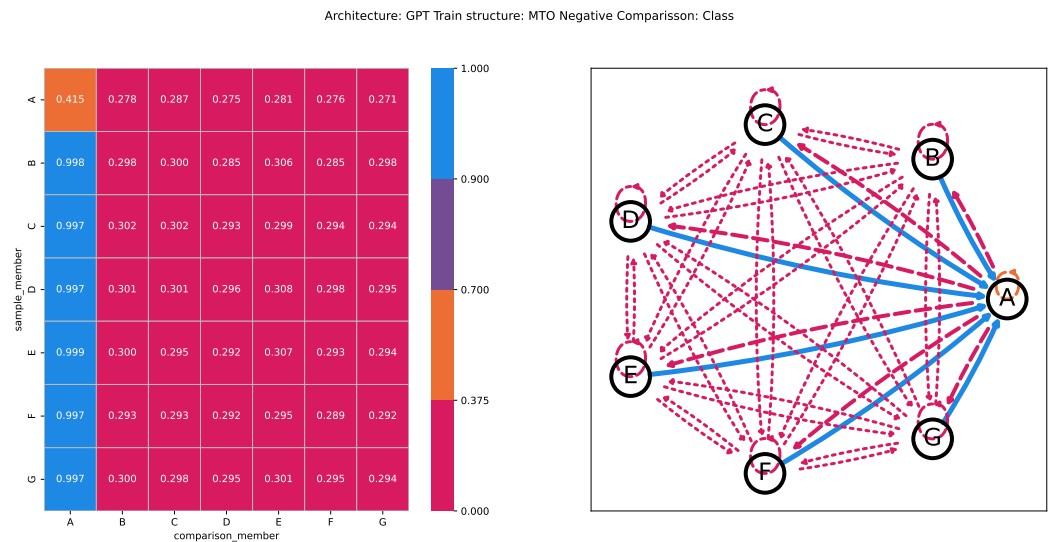 Architecture: GPT Train structure: MTO Negative Comparisson: Class
A 0.415 0.278 0.287 0.275 0.281 0.276 0.271
B 0.998 0.298 0.300 0.285 0.306 0.285 0.298
C 0.997 0.302 0.302 0.293 0.299 0.294 0.294
D 0.997 0.301 0.301 0.296 0.308 0.298 0.295
E 0.999 0.300 0.295 0.292 0.307 0.293 0.294
F 0.997 0.293 0.293 0.292 0.295 0.289 0.292
G 0.997 0.300 0.298 0.295 0.301 0.295 0.294
A B C D E F G
sample_member
comparison_member
1.000
0.900
0.700
0.375
0.000
C
B
D
A
E
G
F